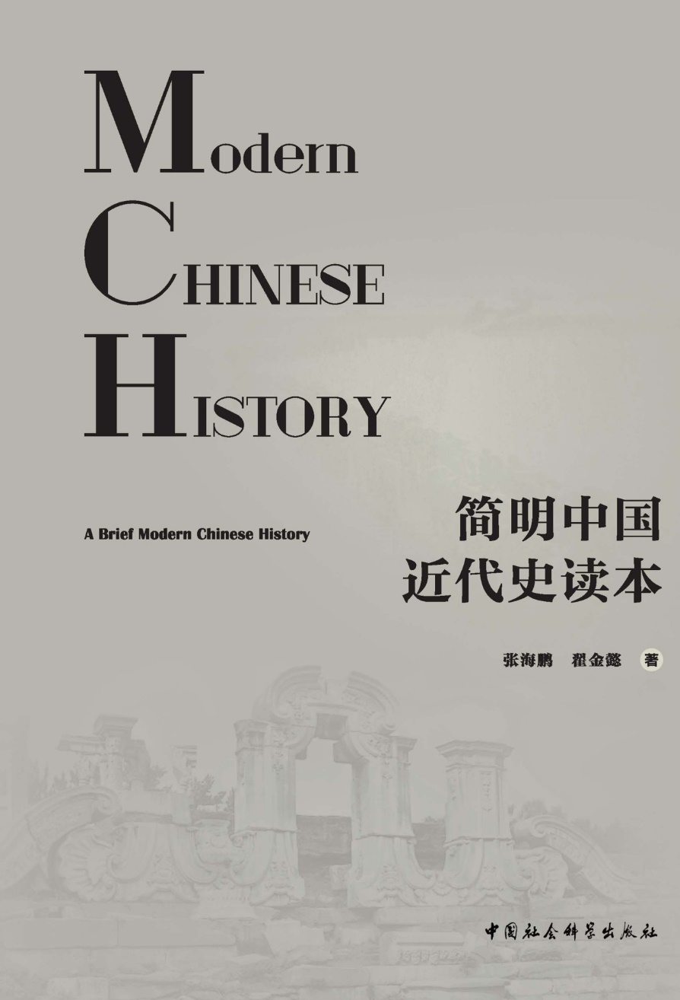 Modern
CHINESE
HISTORY
A Brief Modern Chinese History
简明中国
近代史读本
张海鹏 翟金懿 著
中国社会科学出版社